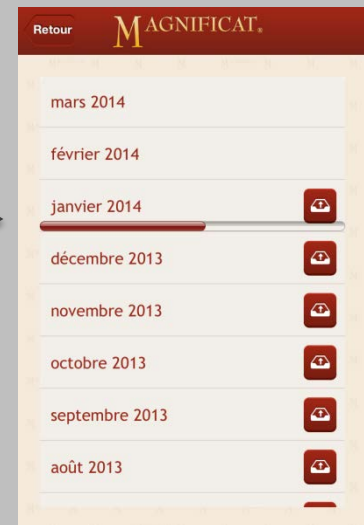 Retour
MAGNIFICAT®
mars 2014
février 2014
janvier 2014
décembre 2013
novembre 2013
octobre 2013
septembre 2013
août 2013